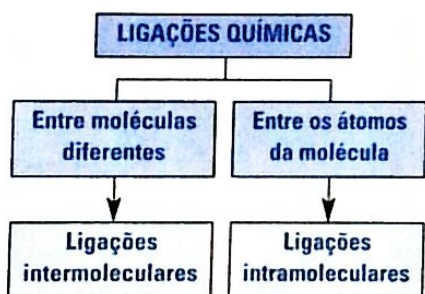 LIGAÇÕES QUÍMICAS
Entre moléculas
diferentes
Entre os átomos
da molécula
Ligações
intermoleculares
Ligações
intramoleculares